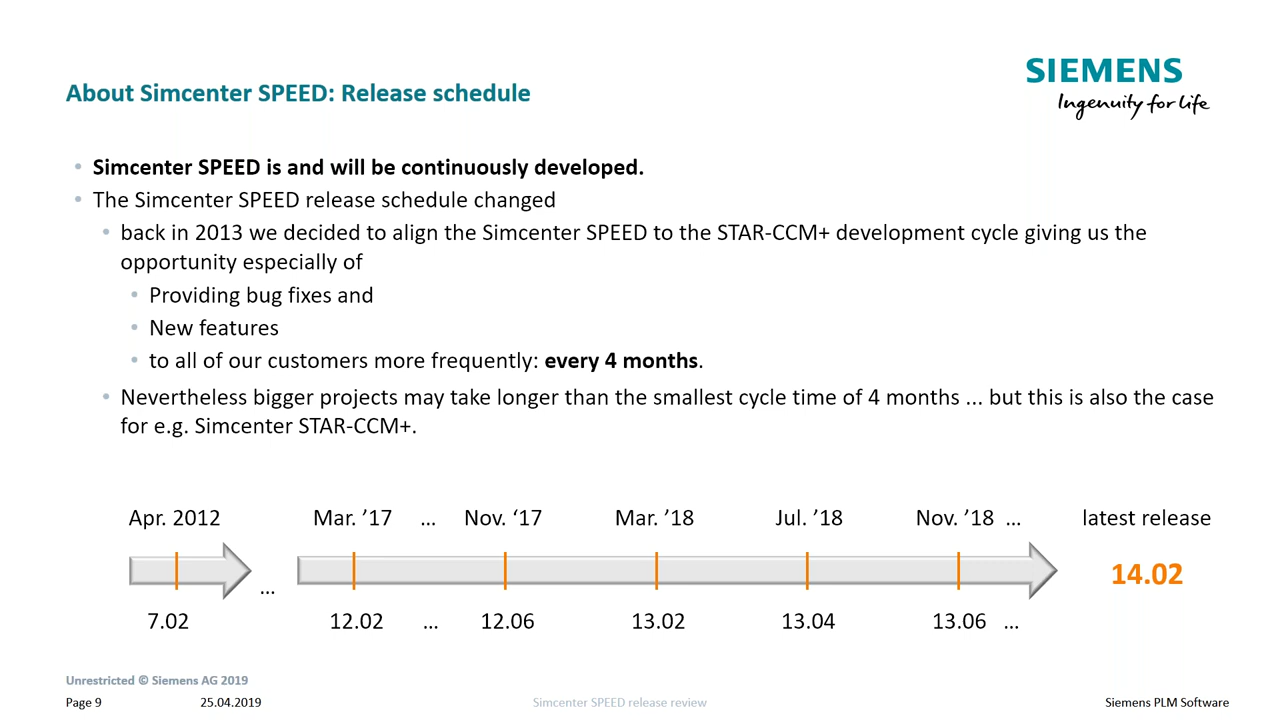 SIEMENS
Ingenuity for life
About Simcenter SPEED: Release schedule
• Simcenter SPEED is and will be continuously developed.
• The Simcenter SPEED release schedule changed
• back in 2013 we decided to align the Simcenter SPEED to the STAR-CCM+ development cycle giving us the
opportunity especially of
• Providing bug fixes and
• New features
• to all of our customers more frequently: every 4 months.
• Nevertheless bigger projects may take longer than the smallest cycle time of 4 months ... but this is also the case
for e.g. Simcenter STAR-CCM+.
Apr. 2012 Mar. ’17 ... Nov. ‘17 Mar. ’18 Jul. ’18 Nov. ’18 ... latest release
... 14.02
7.02 12.02 ... 12.06 13.02 13.04 13.06 ...
Unrestricted © Siemens AG 2019
Page 9 25.04.2019 Simcenter SPEED release review Siemens PLM Software